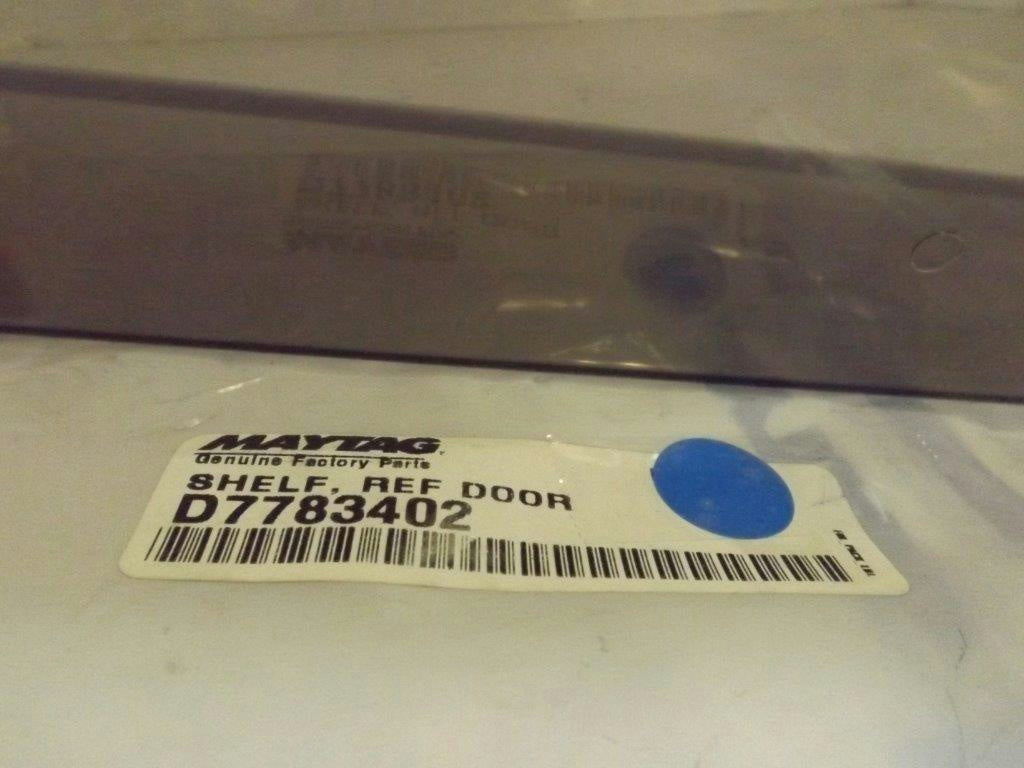 MAYTAG
Genuine Factory Parts
SHELF, REF DOOR
D7783402